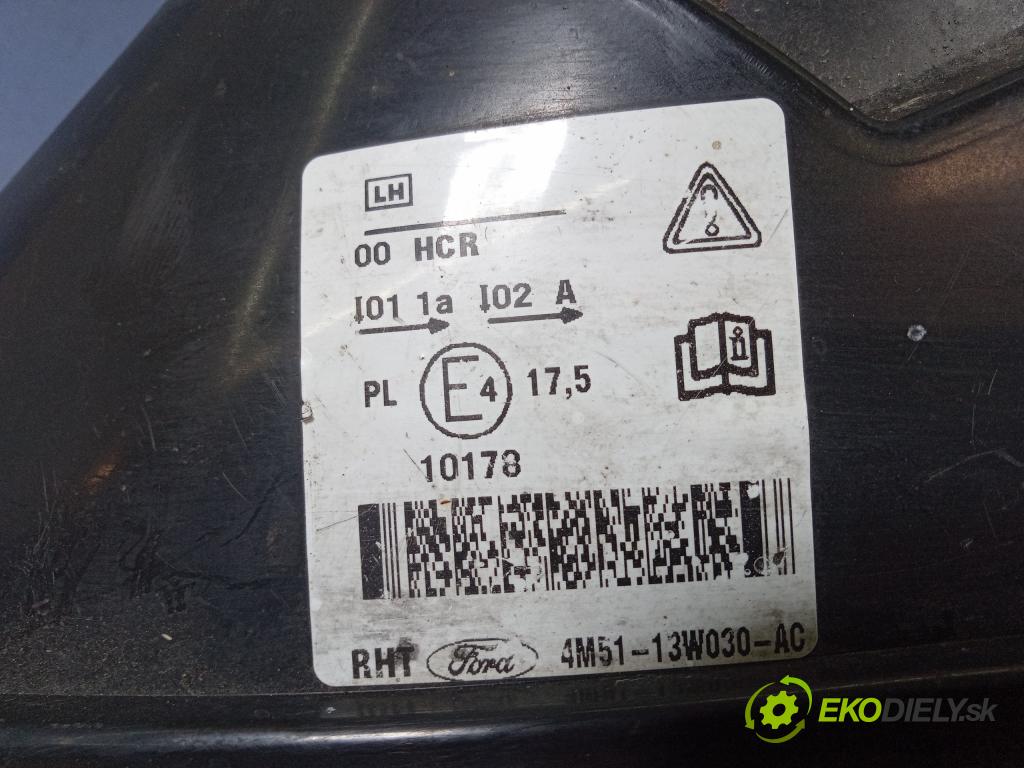 LH
00 HCR
I01 1a I02 A
PL E4 17,5
10178
RHT Ford 4M51-13W030-AC
EKODIELY.sk